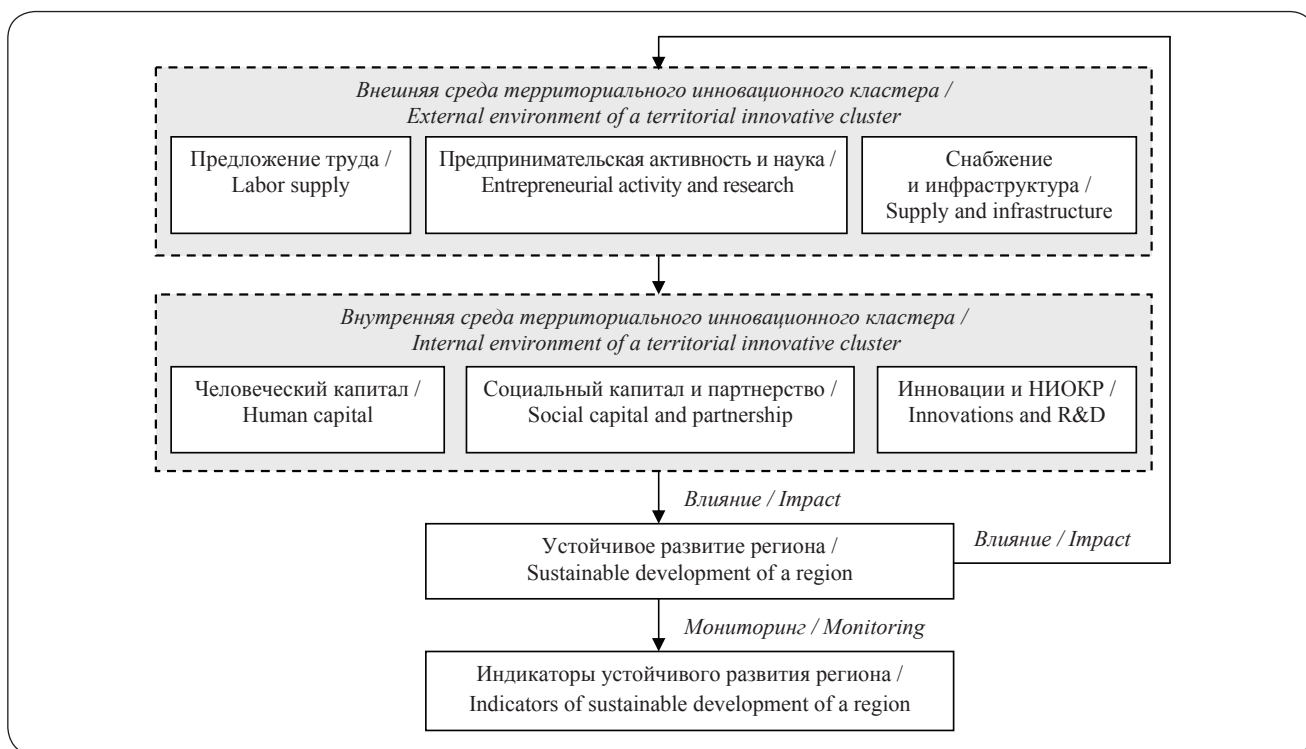 Внешняя среда территориального инновационного кластера /
External environment of a territorial innovative cluster
Предложение труда /
Labor supply
Предпринимательская активность и наука /
Entrepreneurial activity and research
Снабжение
и инфраструктура /
Supply and infrastructure
Внутренняя среда территориального инновационного кластера /
Internal environment of a territorial innovative cluster
Человеческий капитал /
Human capital
Социальный капитал и партнерство /
Social capital and partnership
Инновации и НИОКР /
Innovations and R&D
Влияние / Impact
Устойчивое развитие региона /
Sustainable development of a region
Влияние / Impact
Мониторинг / Monitoring
Индикаторы устойчивого развития региона /
Indicators of sustainable development of a region